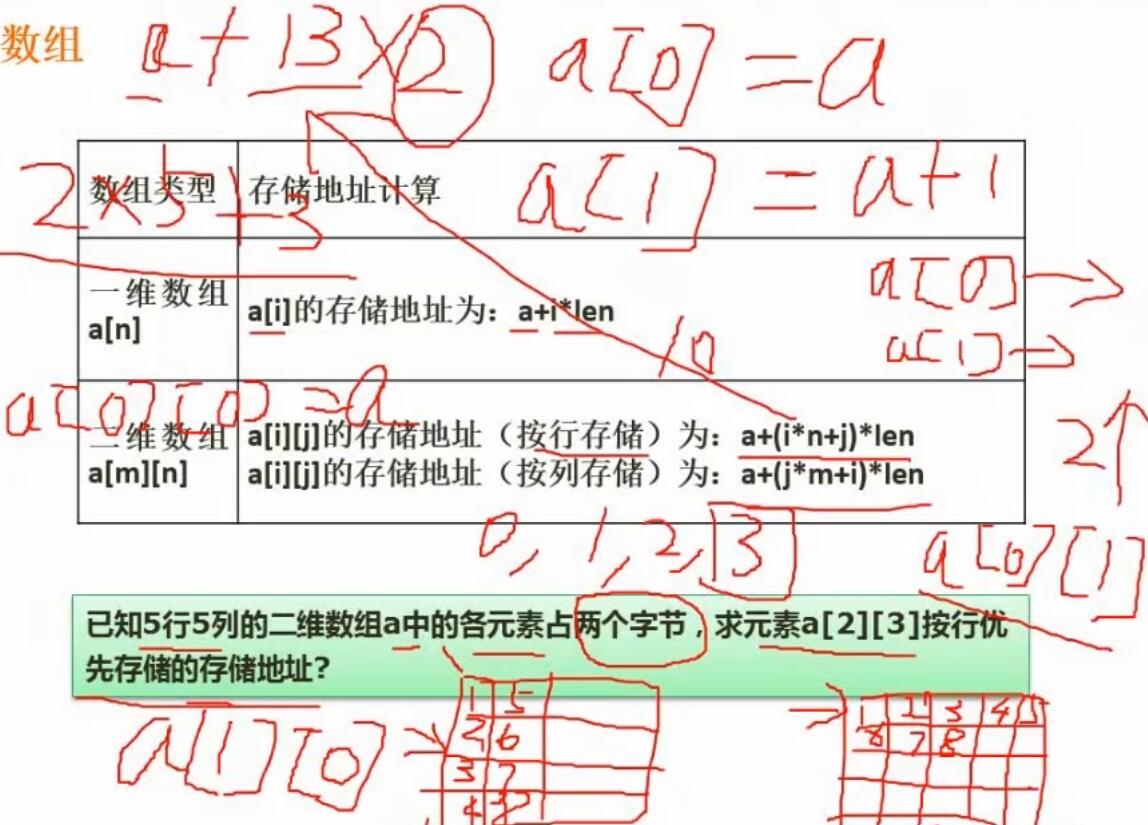 数组 a+13×2 a[0]=a
数组类型 存储地址计算 a[1]=a+1
2×5+3
a[0]
一维数组 a[i]的存储地址为：a+i*len
a[n]
a[1]
10
a[0][0]=a
二维数组 a[i][j]的存储地址（按行存储）为：a+(i*n+j)*len
a[m][n] a[i][j]的存储地址（按列存储）为：a+(j*m+i)*len
2
0,1,2,3
a[0][1]
已知5行5列的二维数组a中的各元素占两个字节，求元素a[2][3]按行优
先存储的存储地址？
a[1][0]
1 5
2 6
3 7
1 2 3 4 5
7 8